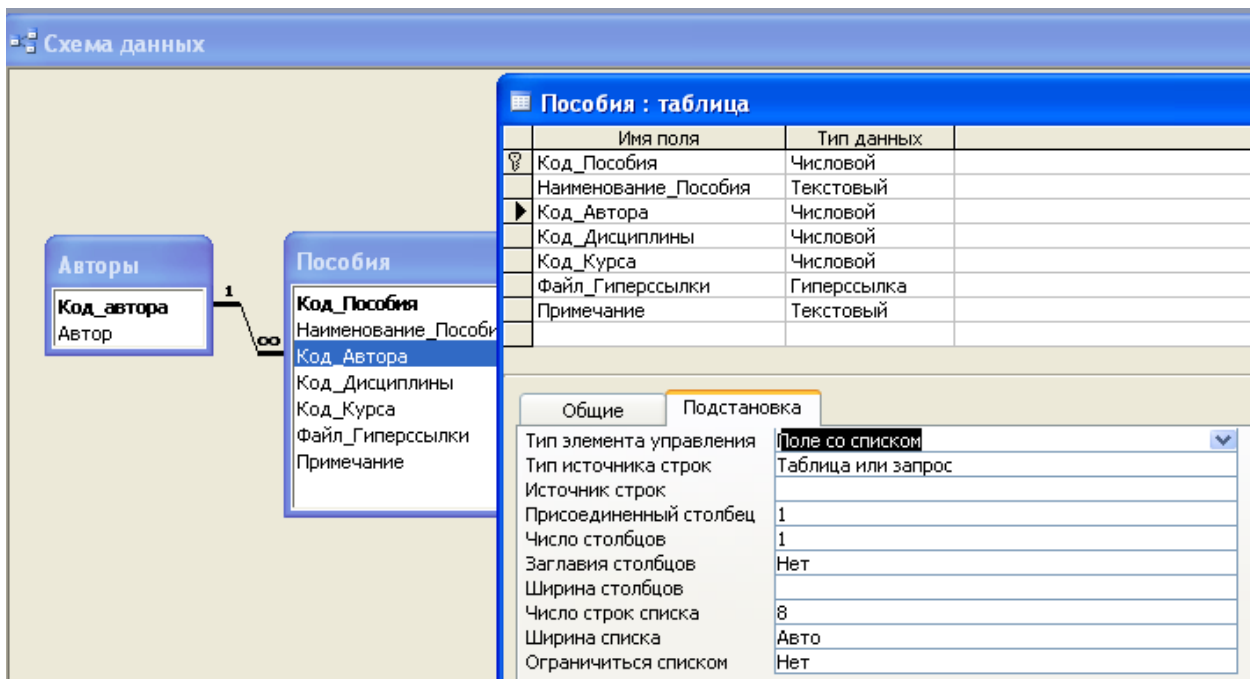 Схема данных
Авторы
Код_автора
Автор
1
∞
Пособия
Код_Пособия
Наименование_Пособи
Код_Автора
Код_Дисциплины
Код_Курса
Файл_Гиперссылки
Примечание
Пособия : таблица
Имя поля Тип данных
Код_Пособия Числовой
Наименование_Пособия Текстовый
Код_Автора Числовой
Код_Дисциплины Числовой
Код_Курса Числовой
Файл_Гиперссылки Гиперссылка
Примечание Текстовый
Общие Подстановка
Тип элемента управления Поле со списком
Тип источника строк Таблица или запрос
Источник строк
Присоединенный столбец 1
Число столбцов 1
Заглавия столбцов Нет
Ширина столбцов
Число строк списка 8
Ширина списка Авто
Ограничиться списком Нет